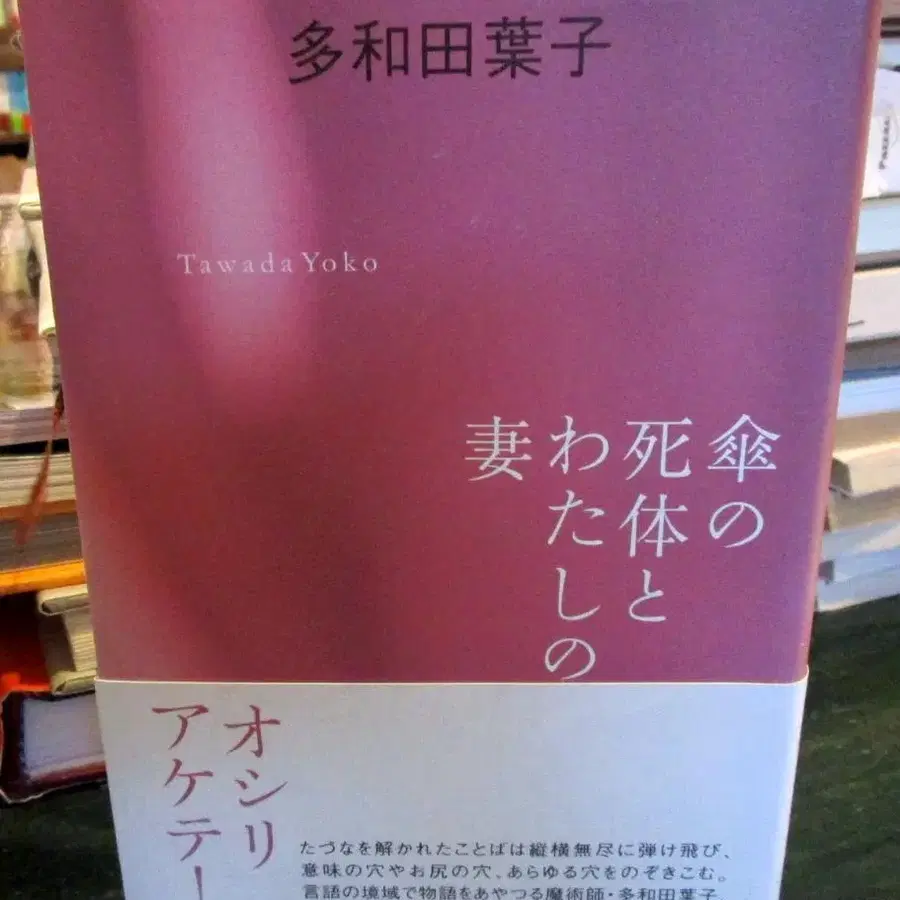 多和田葉子
Tawada Yoko
傘の
死体と
わたしの
妻
オシリ
アケテー
たづなを解かれたことばは縦横無尽に弾け飛び、
意味の穴やお尻の穴、あらゆる穴をのぞきこむ。
言語の境域で物語をあやつる魔術師・多和田葉子